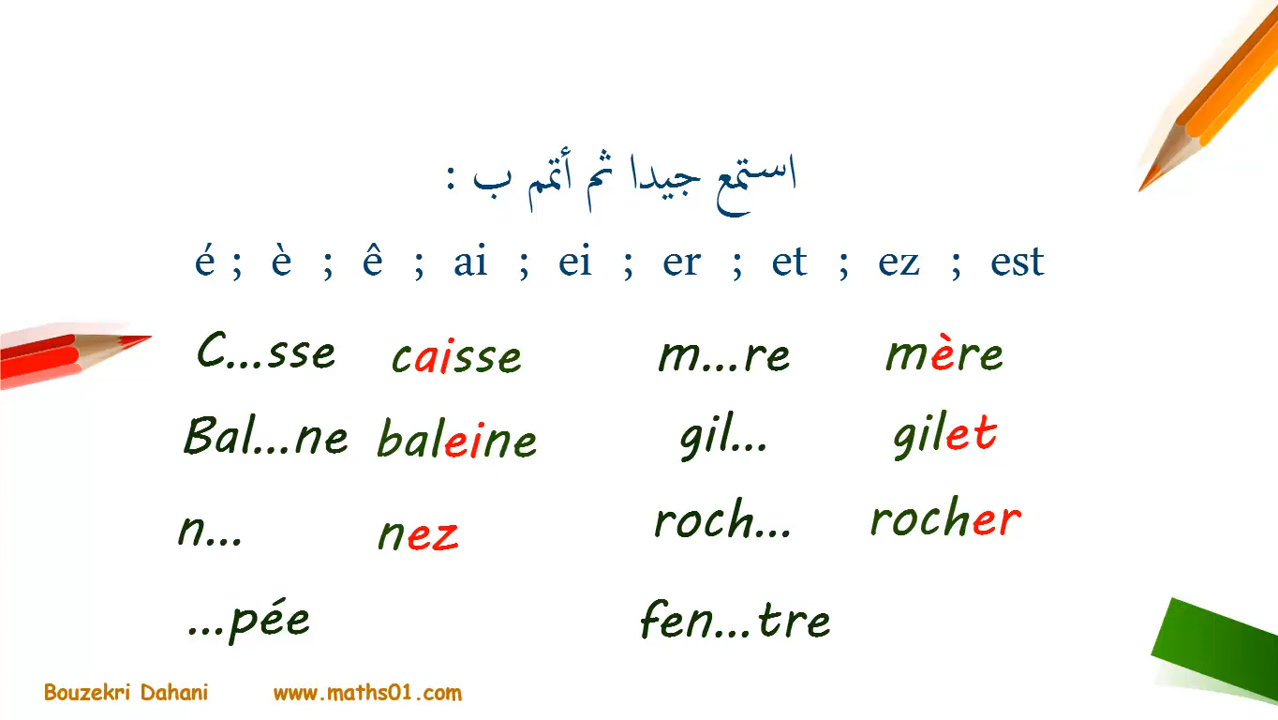 استمع جيدا ثم أتمم ب :
é ; è ; ê ; ai ; ei ; er ; et ; ez ; est
C...sse caisse m...re mère
Bal...ne baleine gil... gilet
n... nez roch... rocher
...pée fen...tre
Bouzekri Dahani www.maths01.com